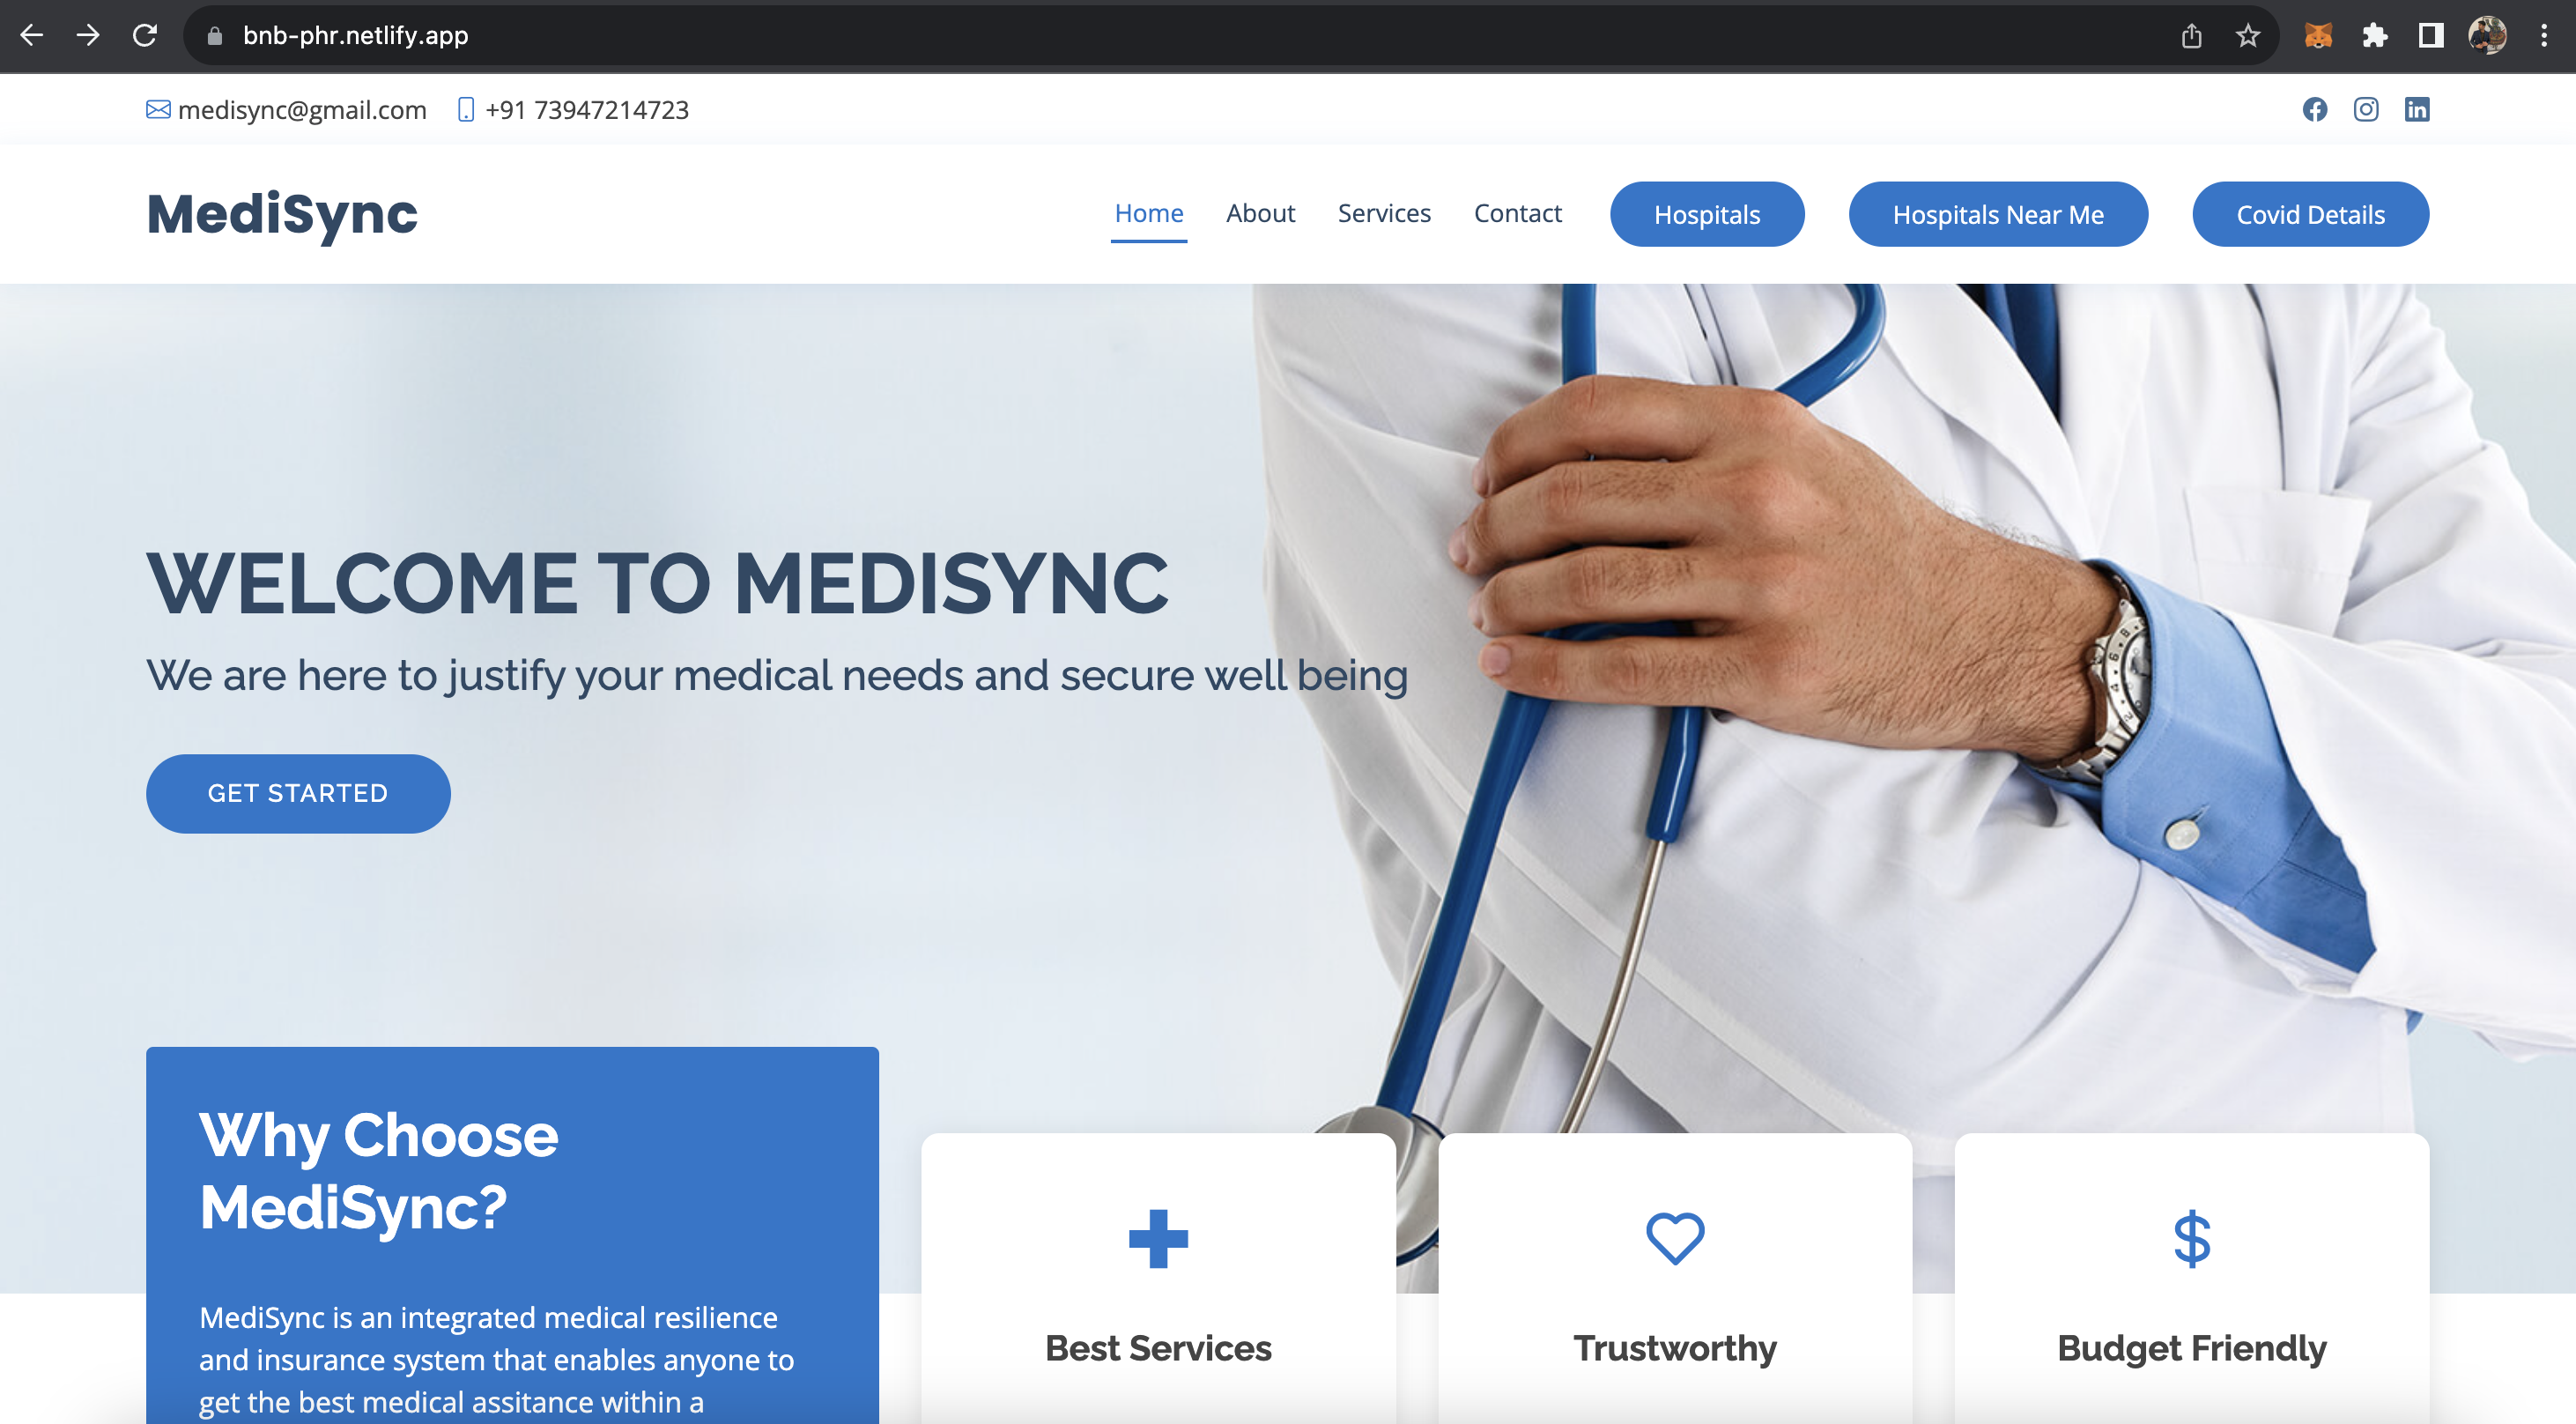 bnb-phr.netlify.app
medisync@gmail.com +91 73947214723
MediSync
Home About Services Contact Hospitals Hospitals Near Me Covid Details
WELCOME TO MEDISYNC
We are here to justify your medical needs and secure well being
GET STARTED
Why Choose
MediSync?
MediSync is an integrated medical resilience
and insurance system that enables anyone to
get the best medical assitance within a
Best Services
Trustworthy
Budget Friendly